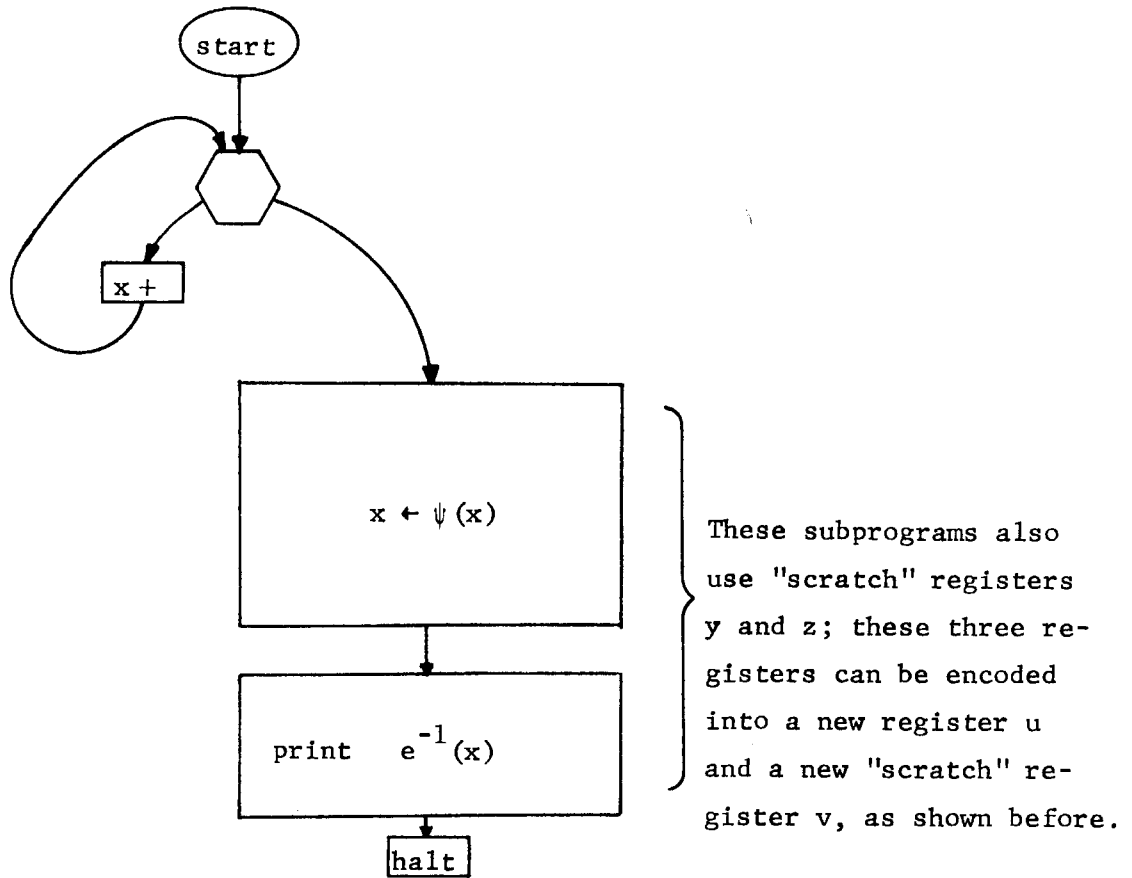 start
x +
x ← ψ(x)
These subprograms also
use "scratch" registers
y and z; these three re-
gisters can be encoded
into a new register u
and a new "scratch" re-
gister v, as shown before.
print e⁻¹(x)
halt